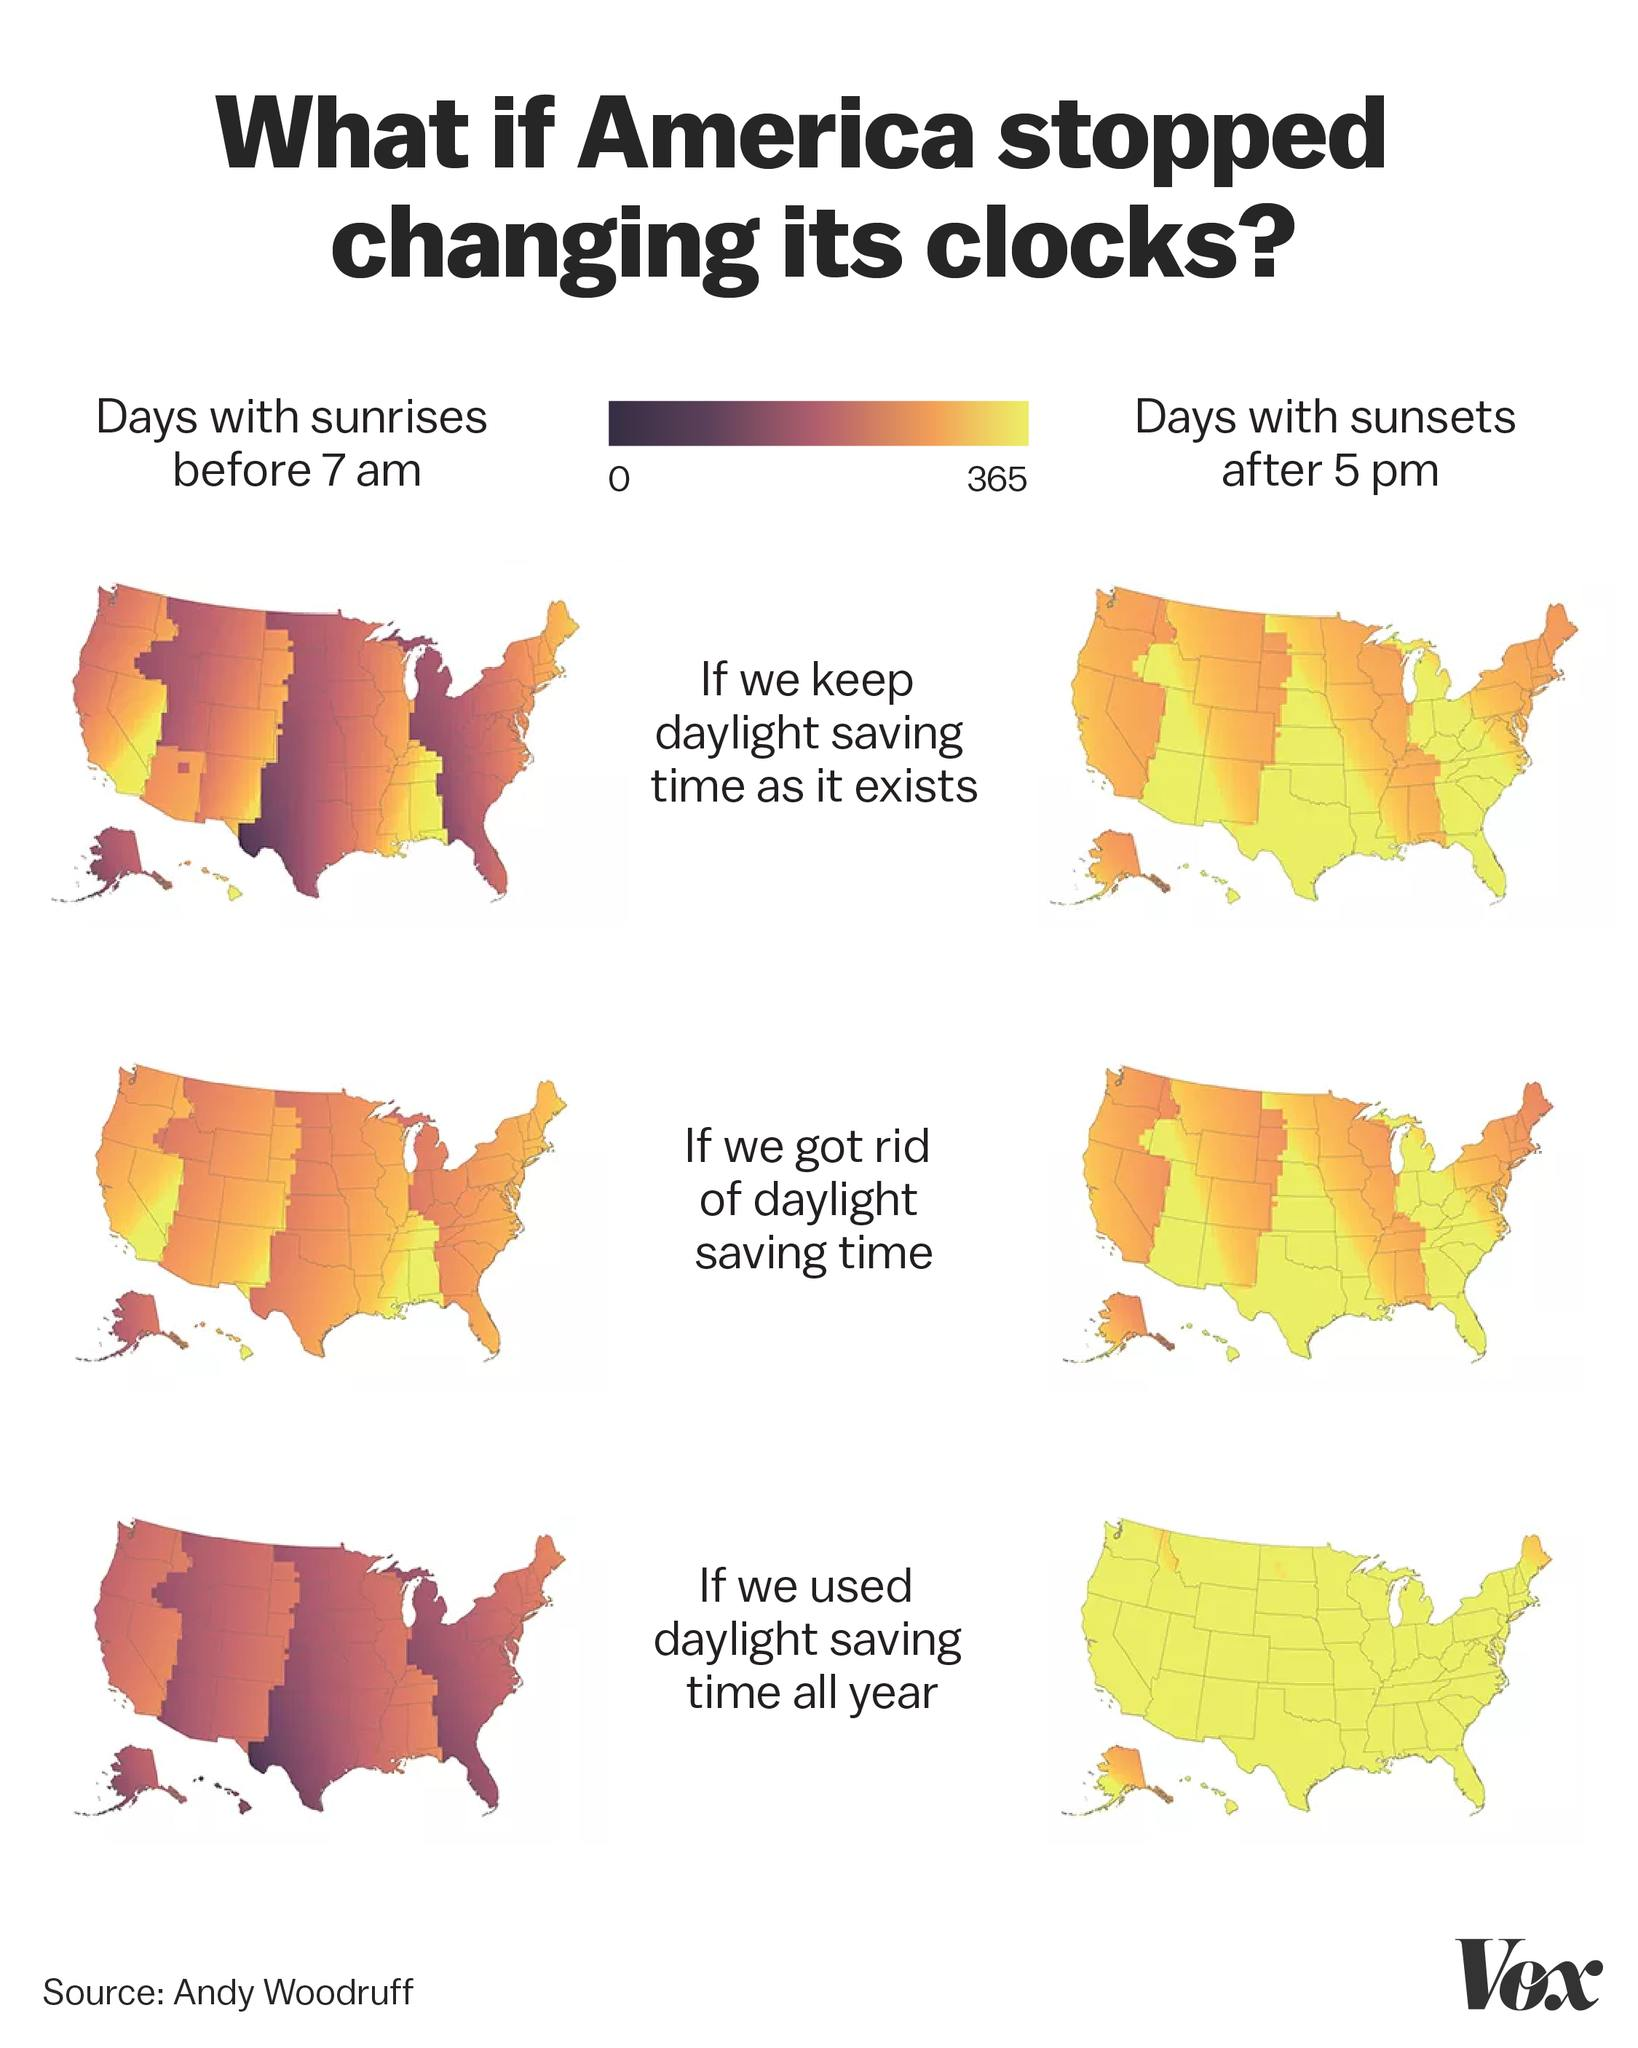 What if America stopped
changing its clocks?
Days with sunrises
before 7 am
0
365
Days with sunsets
after 5 pm
If we keep
daylight saving
time as it exists
If we got rid
of daylight
saving time
If we used
daylight saving
time all year
Source: Andy Woodruff
Vox